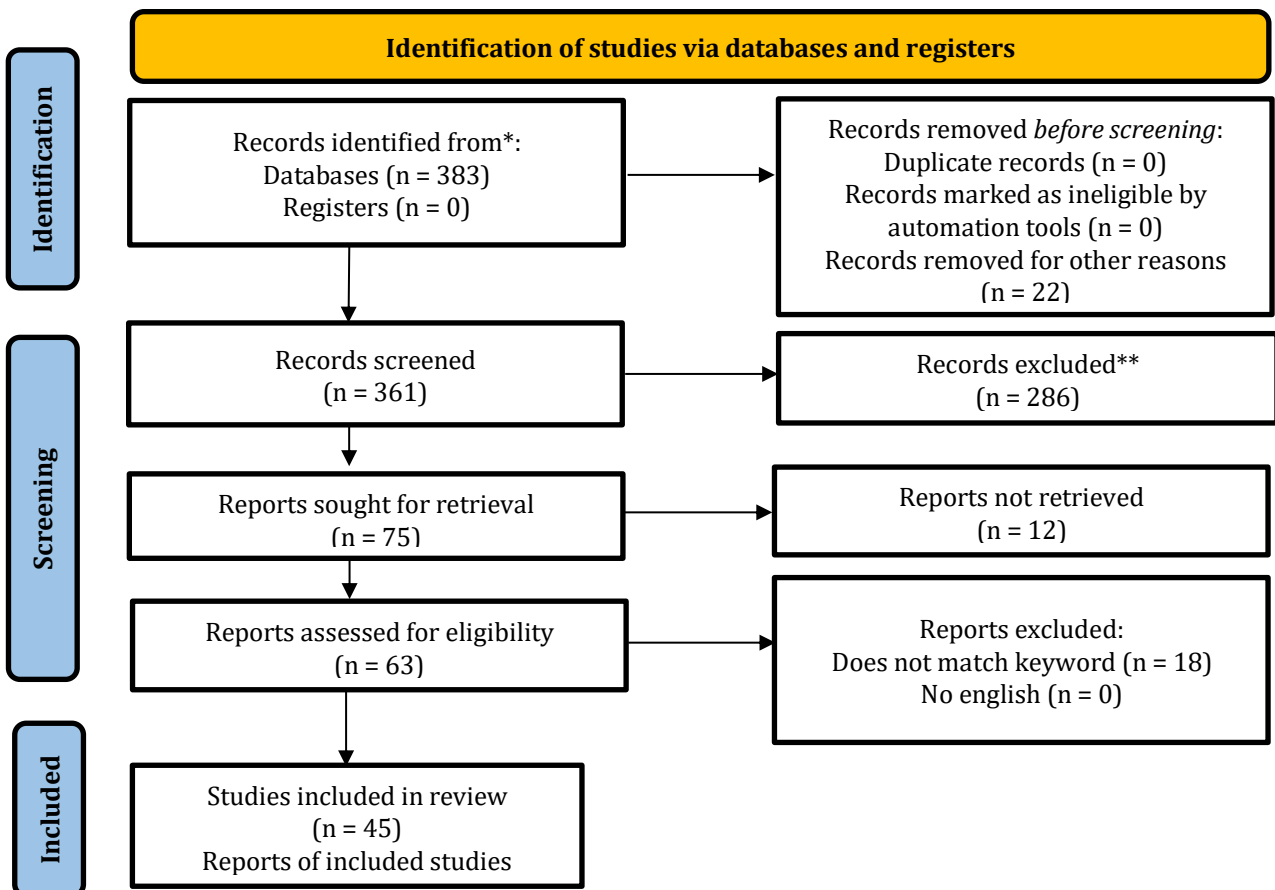 Identification of studies via databases and registers
Identification
Records identified from*:
Databases (n = 383)
Registers (n = 0)
Records removed before screening:
Duplicate records (n = 0)
Records marked as ineligible by
automation tools (n = 0)
Records removed for other reasons
(n = 22)
Screening
Records screened
(n = 361)
Records excluded**
(n = 286)
Reports sought for retrieval
(n = 75)
Reports not retrieved
(n = 12)
Reports assessed for eligibility
(n = 63)
Reports excluded:
Does not match keyword (n = 18)
No english (n = 0)
Included
Studies included in review
(n = 45)
Reports of included studies